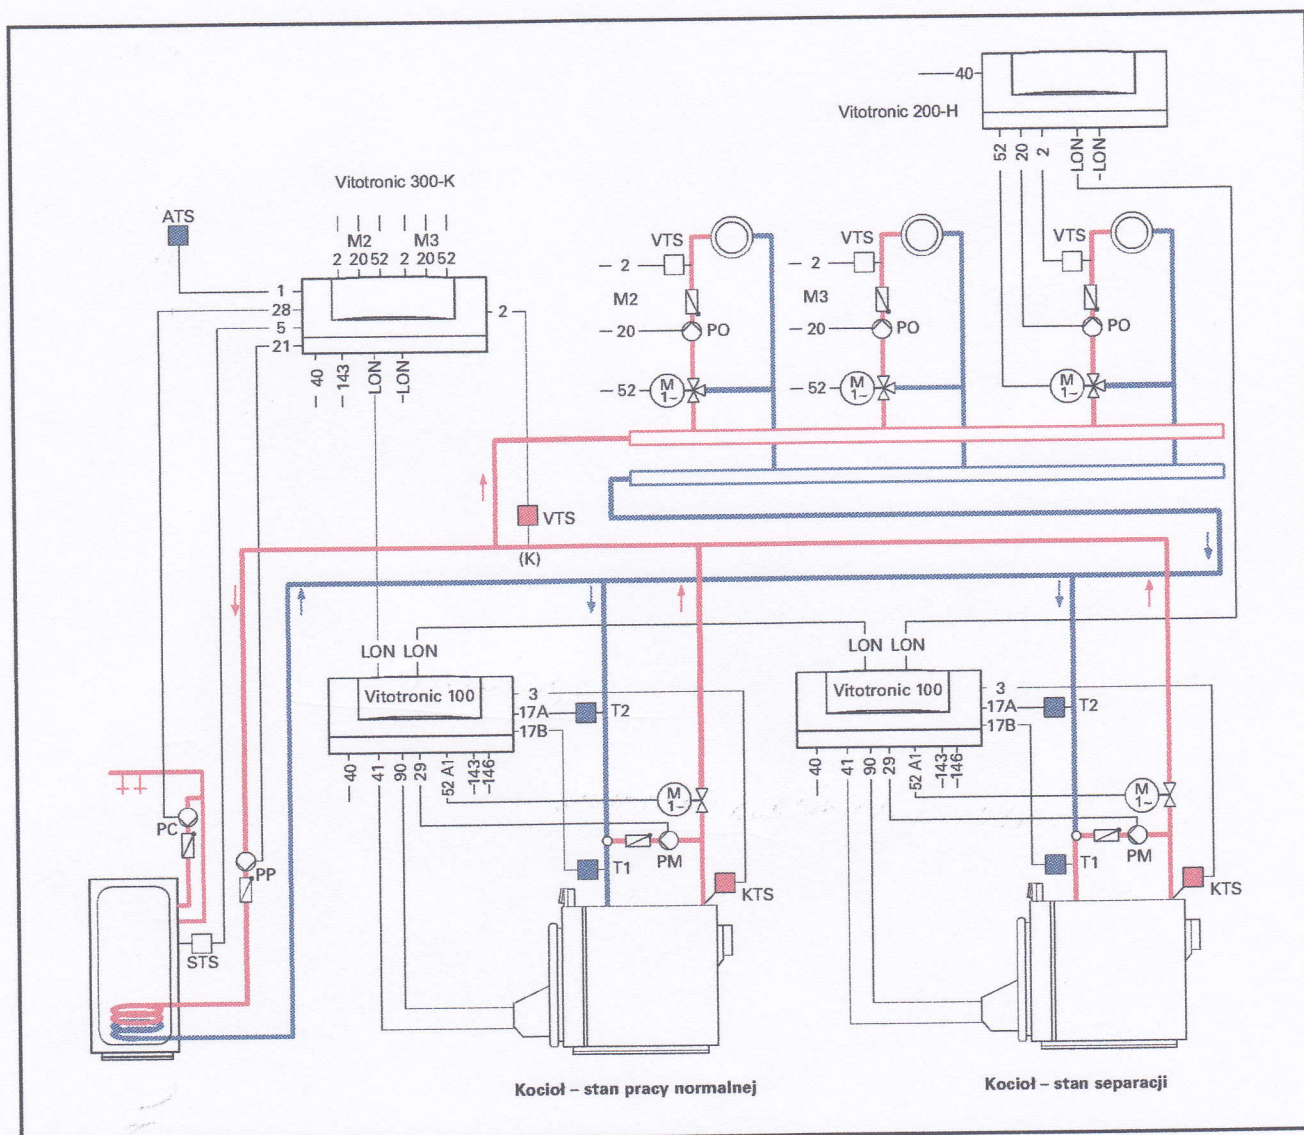 40
Vitotronic 200-H
52 20 2 LON LON
Vitotronic 300-K
ATS
M2 M3
2 20 52 2 20 52
1
28
5
21
2
40 143 LON LON
VTS VTS VTS
2 2
M2 M3
20 PO 20 PO PO
52 M 1~ 52 M 1~ M 1~
VTS
(K)
LON LON LON LON
Vitotronic 100 Vitotronic 100
3 3
17A T2 17A T2
17B 17B
40 41 90 29 52 A1 143 146
40 41 90 29 52 A1 143 146
M 1~ M 1~
PC
PM PM
PP T1 T1
KTS KTS
STS
Kocioł – stan pracy normalnej
Kocioł – stan separacji